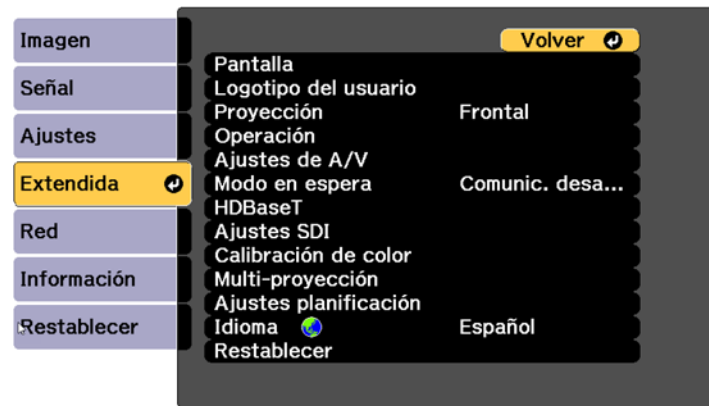 Imagen
Señal
Ajustes
Extendida
Red
Información
Restablecer
Volver
Pantalla
Logotipo del usuario
Proyección Frontal
Operación
Ajustes de A/V
Modo en espera Comunic. desa...
HDBaseT
Ajustes SDI
Calibración de color
Multi-proyección
Ajustes planificación
Idioma Español
Restablecer